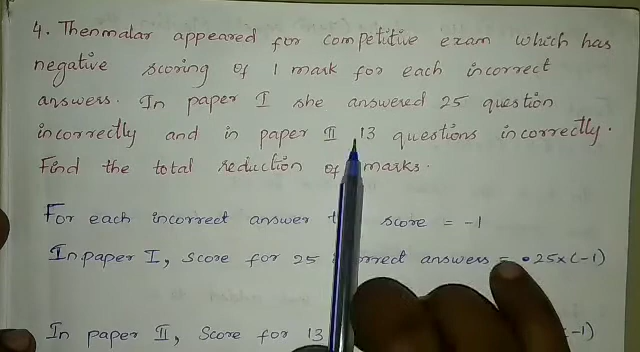 4. Thenmalar appeared for competitive exam which has
negative scoring of 1 mark for each incorrect
answers. In paper I she answered 25 question
incorrectly and in paper II 13 questions incorrectly.
Find the total reduction of marks.
For each incorrect answer score = -1
In paper I, score for 25 answers = 25×(-1)
In paper II, Score for 13 -1)